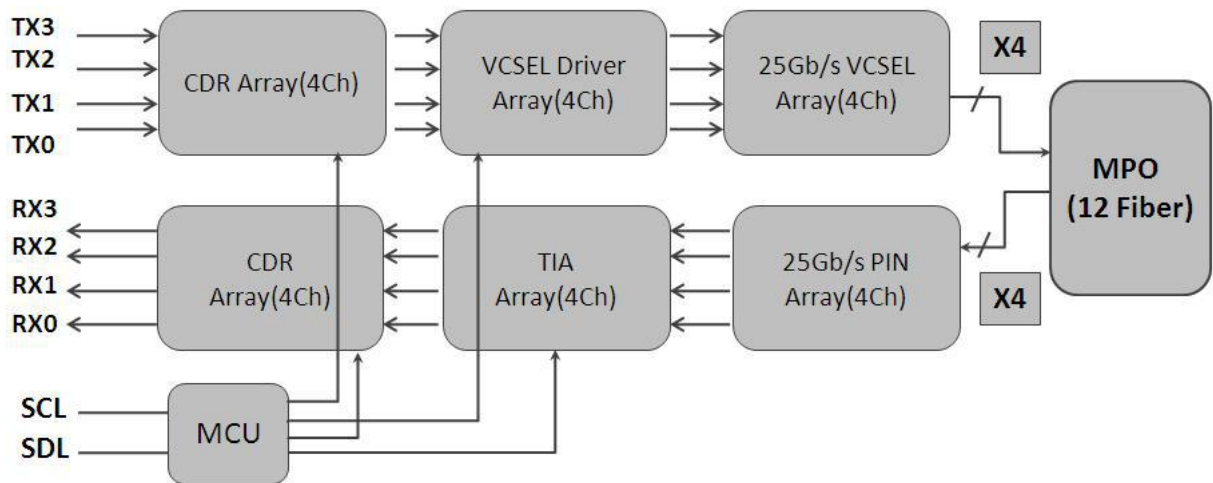 TX3
TX2
TX1
TX0
CDR Array(4Ch)
VCSEL Driver
Array(4Ch)
25Gb/s VCSEL
Array(4Ch)
X4
MPO
(12 Fiber)
RX3
RX2
RX1
RX0
CDR
Array(4Ch)
TIA
Array(4Ch)
25Gb/s PIN
Array(4Ch)
X4
SCL
SDL
MCU